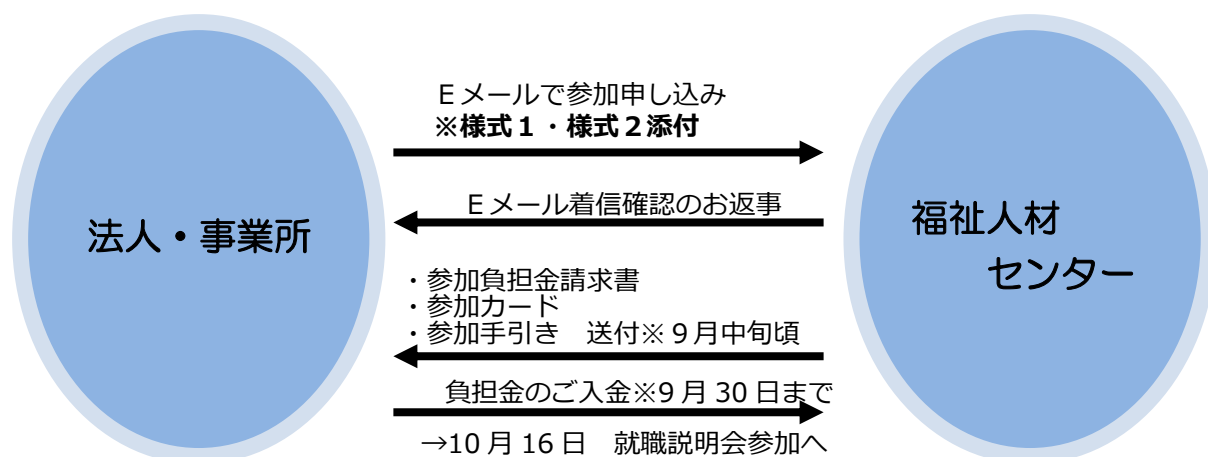 Ｅメールで参加申し込み
※様式１・様式２添付
Ｅメール着信確認のお返事
法人・事業所
福祉人材
センター
・参加負担金請求書
・参加カード
・参加手引き　送付※９月中旬頃
負担金のご入金※9 月 30 日まで
→10 月 16 日　就職説明会参加へ